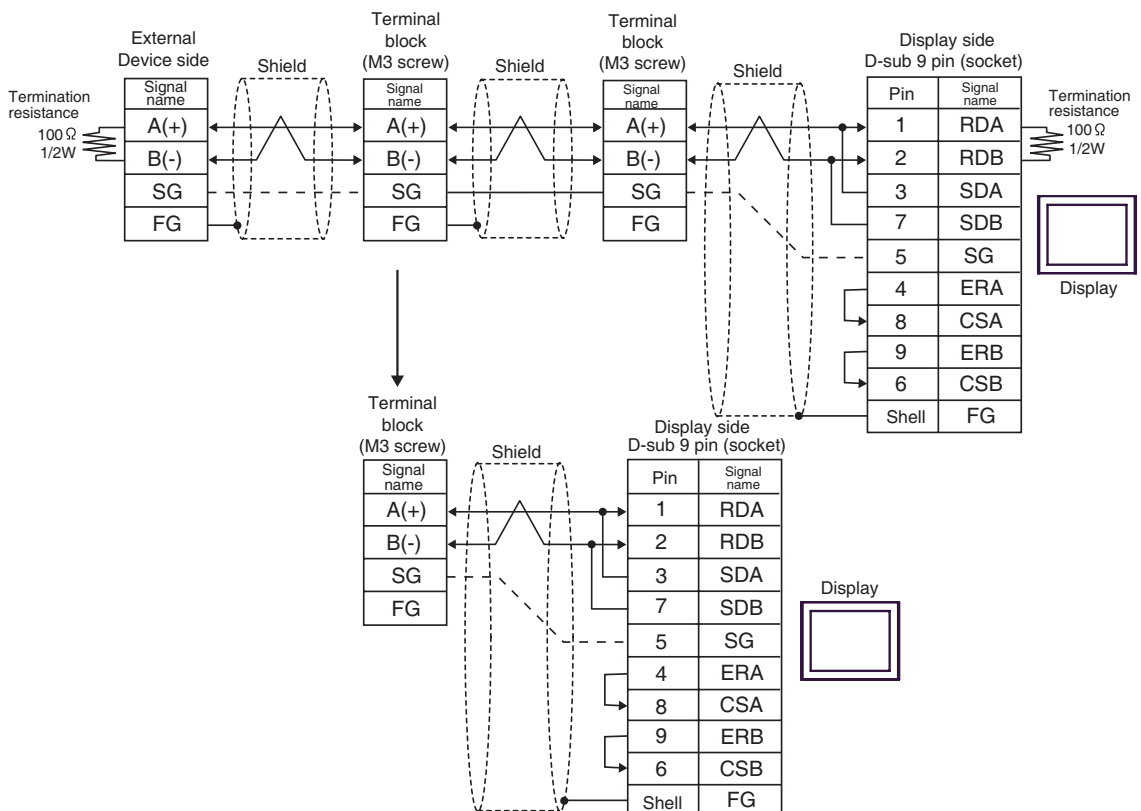 External
Device side
Signal
name
A(+)
B(-)
SG
FG
Termination
resistance
100 Ω
1/2W
Shield
Terminal
block
(M3 screw)
Signal
name
A(+)
B(-)
SG
FG
Shield
Terminal
block
(M3 screw)
Signal
name
A(+)
B(-)
SG
FG
Shield
Display side
D-sub 9 pin (socket)
Pin Signal
name
1 RDA
2 RDB
3 SDA
7 SDB
5 SG
4 ERA
8 CSA
9 ERB
6 CSB
Shell FG
Termination
resistance
100 Ω
1/2W
Display
Terminal
block
(M3 screw)
Signal
name
A(+)
B(-)
SG
FG
Shield
Display side
D-sub 9 pin (socket)
Pin Signal
name
1 RDA
2 RDB
3 SDA
7 SDB
5 SG
4 ERA
8 CSA
9 ERB
6 CSB
Shell FG
Display